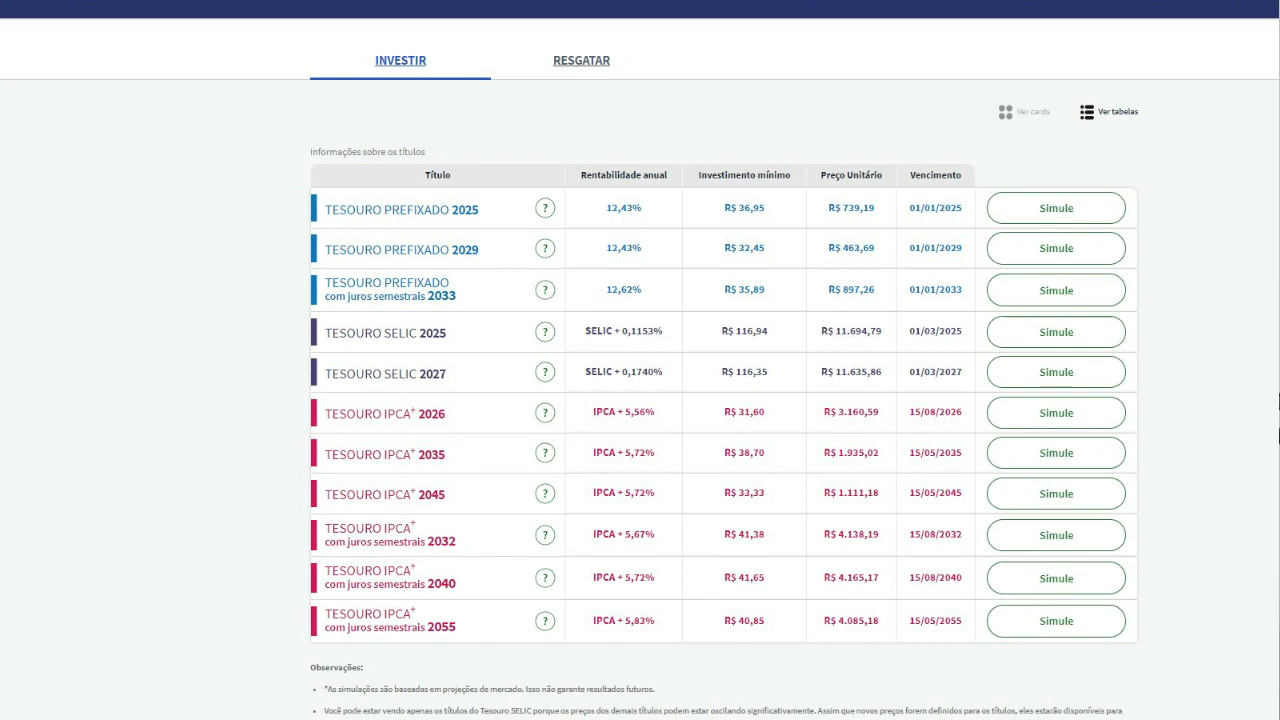 INVESTIR RESGATAR
Ver cards Ver tabelas
Informações sobre os títulos
Título Rentabilidade anual Investimento mínimo Preço Unitário Vencimento
TESOURO PREFIXADO 2025 ? 12,43% R$ 36,95 R$ 739,19 01/01/2025 Simule
TESOURO PREFIXADO 2029 ? 12,43% R$ 32,45 R$ 463,69 01/01/2029 Simule
TESOURO PREFIXADO
com juros semestrais 2033 ? 12,62% R$ 35,89 R$ 897,26 01/01/2033 Simule
TESOURO SELIC 2025 ? SELIC + 0,1153% R$ 116,94 R$ 11.694,79 01/03/2025 Simule
TESOURO SELIC 2027 ? SELIC + 0,1740% R$ 116,35 R$ 11.635,86 01/03/2027 Simule
TESOURO IPCA+ 2026 ? IPCA + 5,56% R$ 31,60 R$ 3.160,59 15/08/2026 Simule
TESOURO IPCA+ 2035 ? IPCA + 5,72% R$ 38,70 R$ 1.935,02 15/05/2035 Simule
TESOURO IPCA+ 2045 ? IPCA + 5,72% R$ 33,33 R$ 1.111,18 15/05/2045 Simule
TESOURO IPCA+
com juros semestrais 2032 ? IPCA + 5,67% R$ 41,38 R$ 4.138,19 15/08/2032 Simule
TESOURO IPCA+
com juros semestrais 2040 ? IPCA + 5,72% R$ 41,65 R$ 4.165,17 15/08/2040 Simule
TESOURO IPCA+
com juros semestrais 2055 ? IPCA + 5,83% R$ 40,85 R$ 4.085,18 15/05/2055 Simule
Observações:
• *As simulações são baseadas em projeções de mercado. Isso não garante resultados futuros.
• Você pode estar vendo apenas os títulos do Tesouro SELIC porque os preços dos demais títulos podem estar oscilando significativamente. Assim que novos preços forem definidos para os títulos, eles estarão disponíveis para